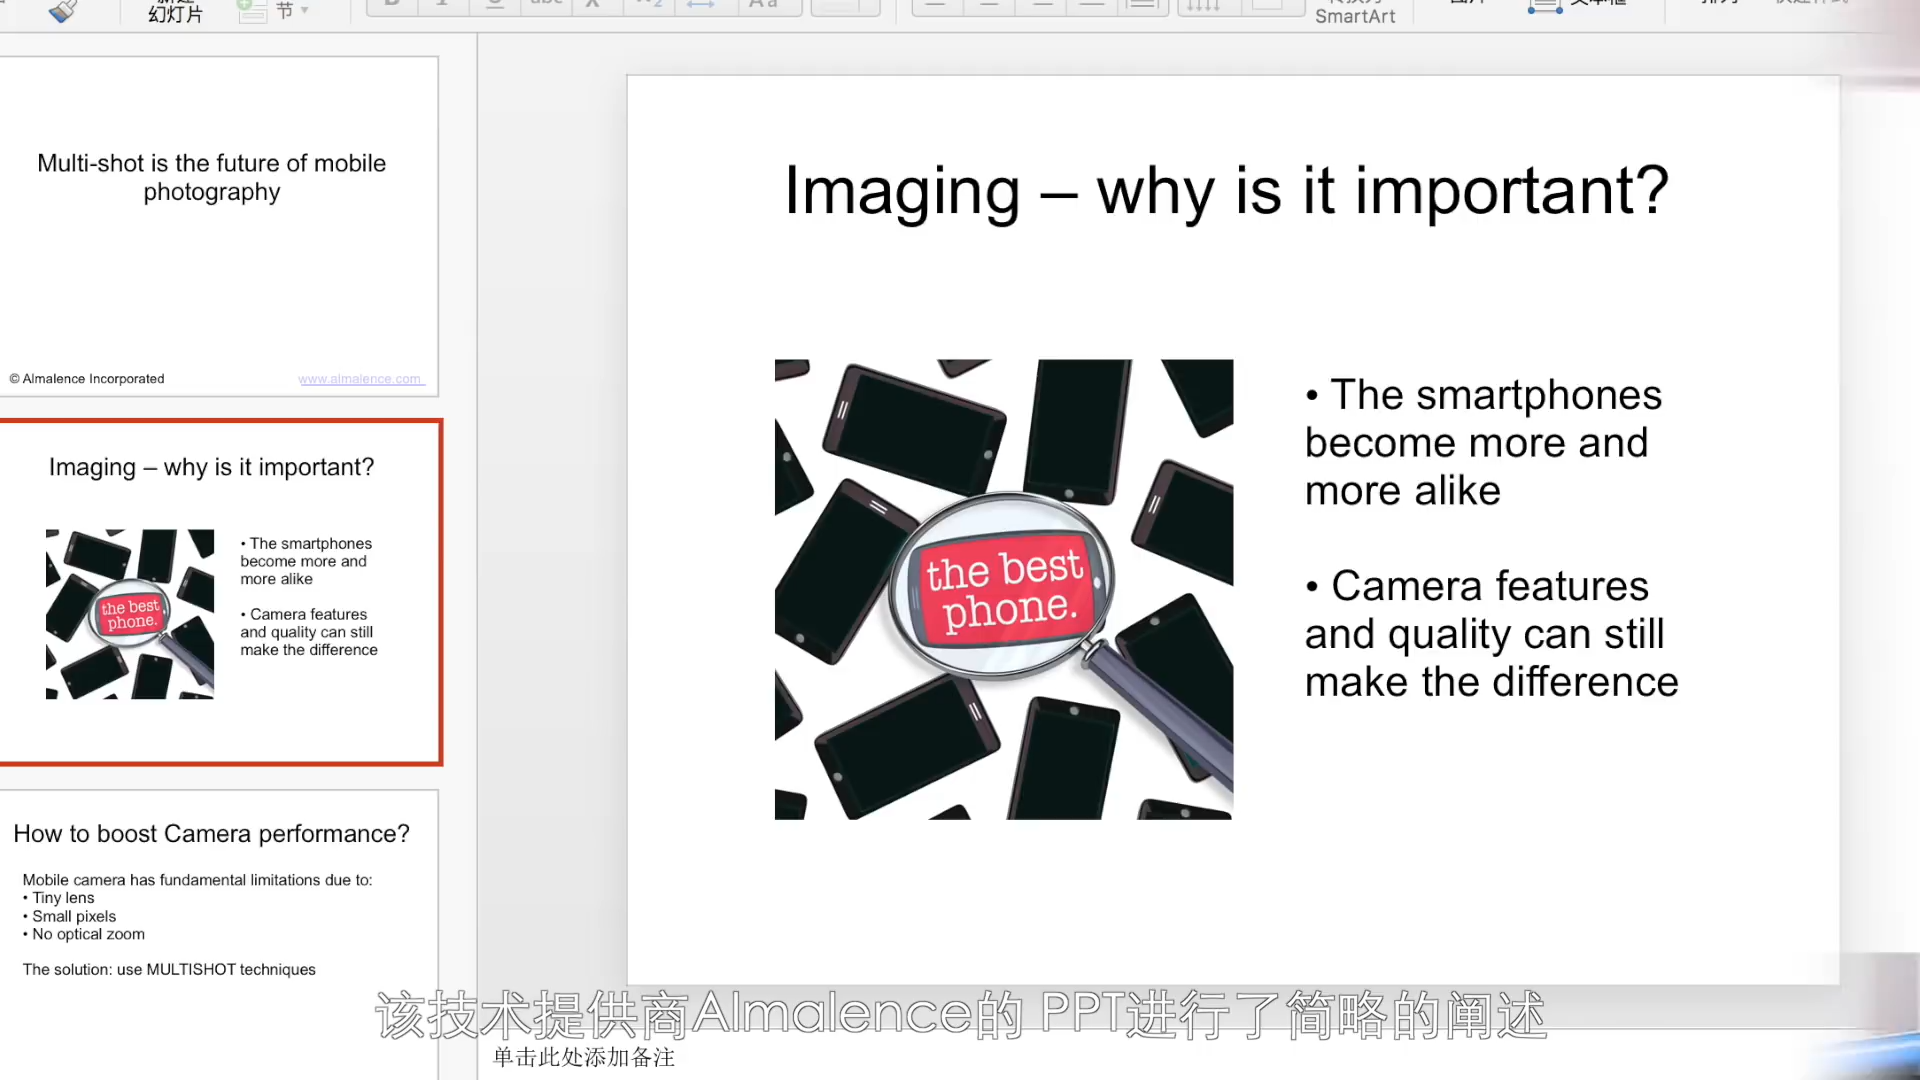 幻灯片
节
SmartArt
Multi-shot is the future of mobile
photography
© Almalence Incorporated
www.almalence.com
Imaging – why is it important?
the best
phone.
• The smartphones
become more and
more alike
• Camera features
and quality can still
make the difference
How to boost Camera performance?
Mobile camera has fundamental limitations due to:
• Tiny lens
• Small pixels
• No optical zoom
The solution: use MULTISHOT techniques
Imaging – why is it important?
the best
phone.
• The smartphones
become more and
more alike
• Camera features
and quality can still
make the difference
该技术提供商Almalence的 PPT进行了简略的阐述
单击此处添加备注